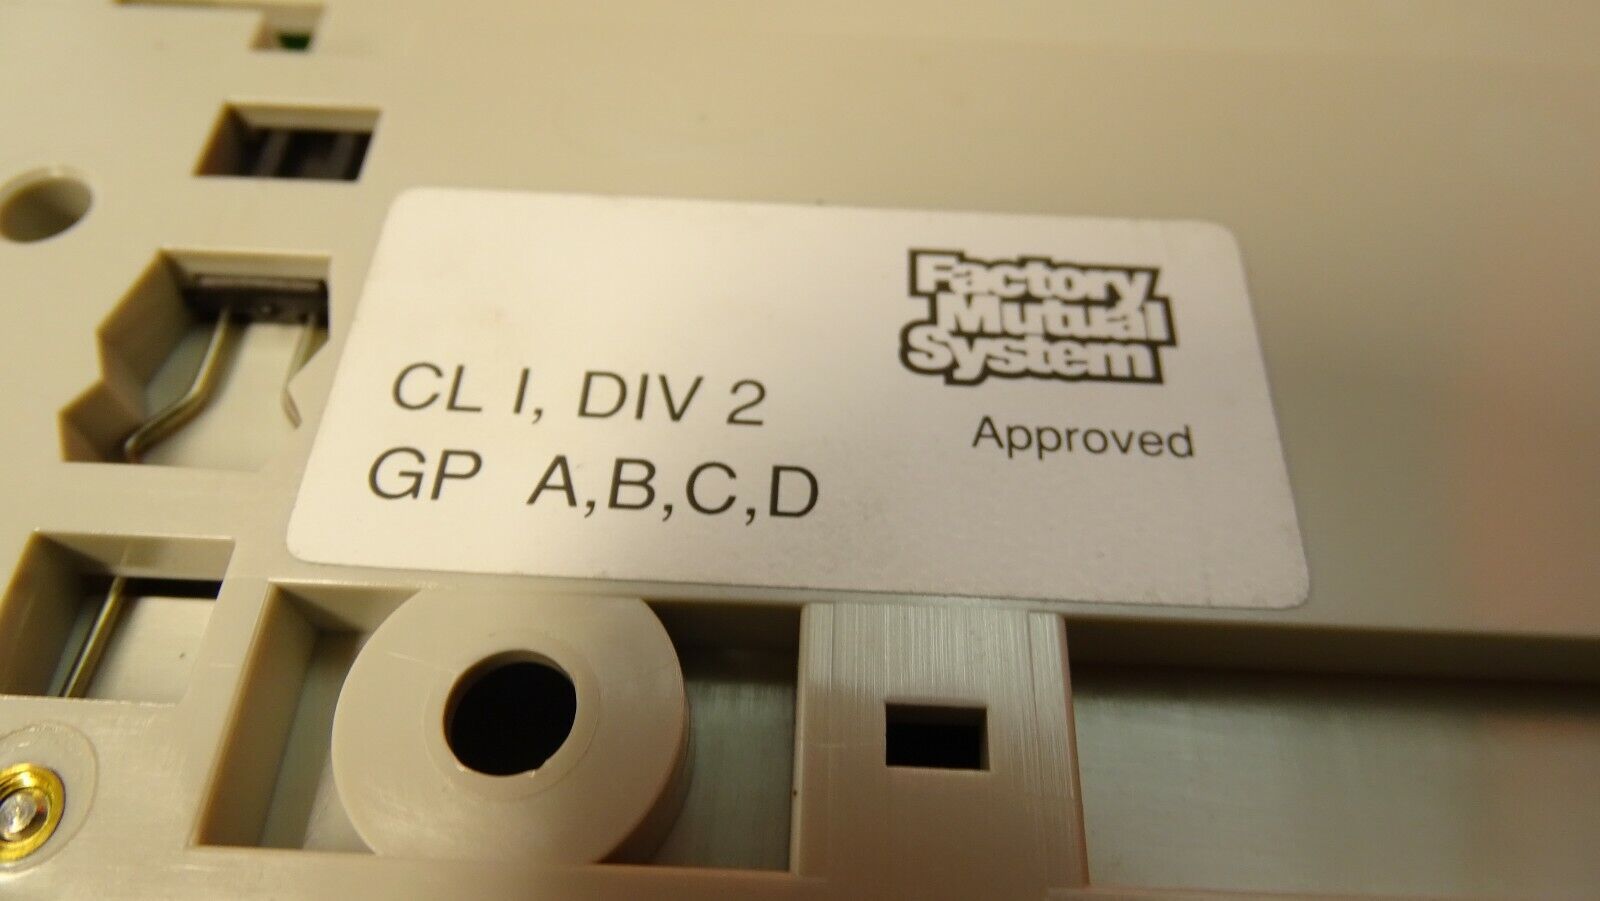 Factory
Mutual
System
Approved
CL I, DIV 2
GP A,B,C,D